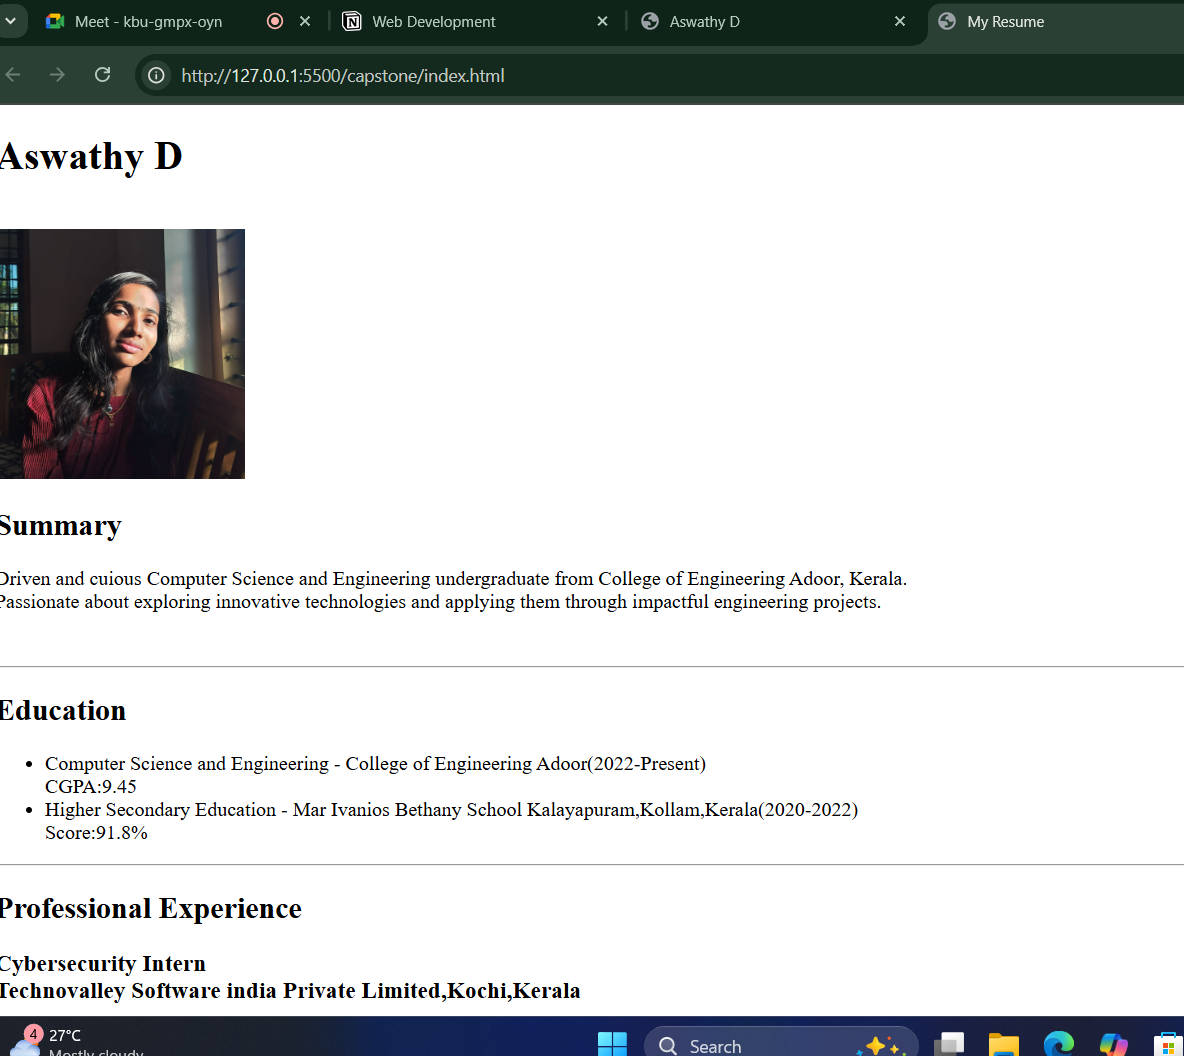 Meet - kbu-gmpx-oyn
Web Development
Aswathy D
My Resume
http://127.0.0.1:5500/capstone/index.html
Aswathy D
Summary
Driven and cuious Computer Science and Engineering undergraduate from College of Engineering Adoor, Kerala.
Passionate about exploring innovative technologies and applying them through impactful engineering projects.
Education
Computer Science and Engineering - College of Engineering Adoor(2022-Present)
CGPA:9.45
Higher Secondary Education - Mar Ivanios Bethany School Kalayapuram,Kollam,Kerala(2020-2022)
Score:91.8%
Professional Experience
Cybersecurity Intern
Technovalley Software india Private Limited,Kochi,Kerala
4
27°C
Mostly cloudy
Search